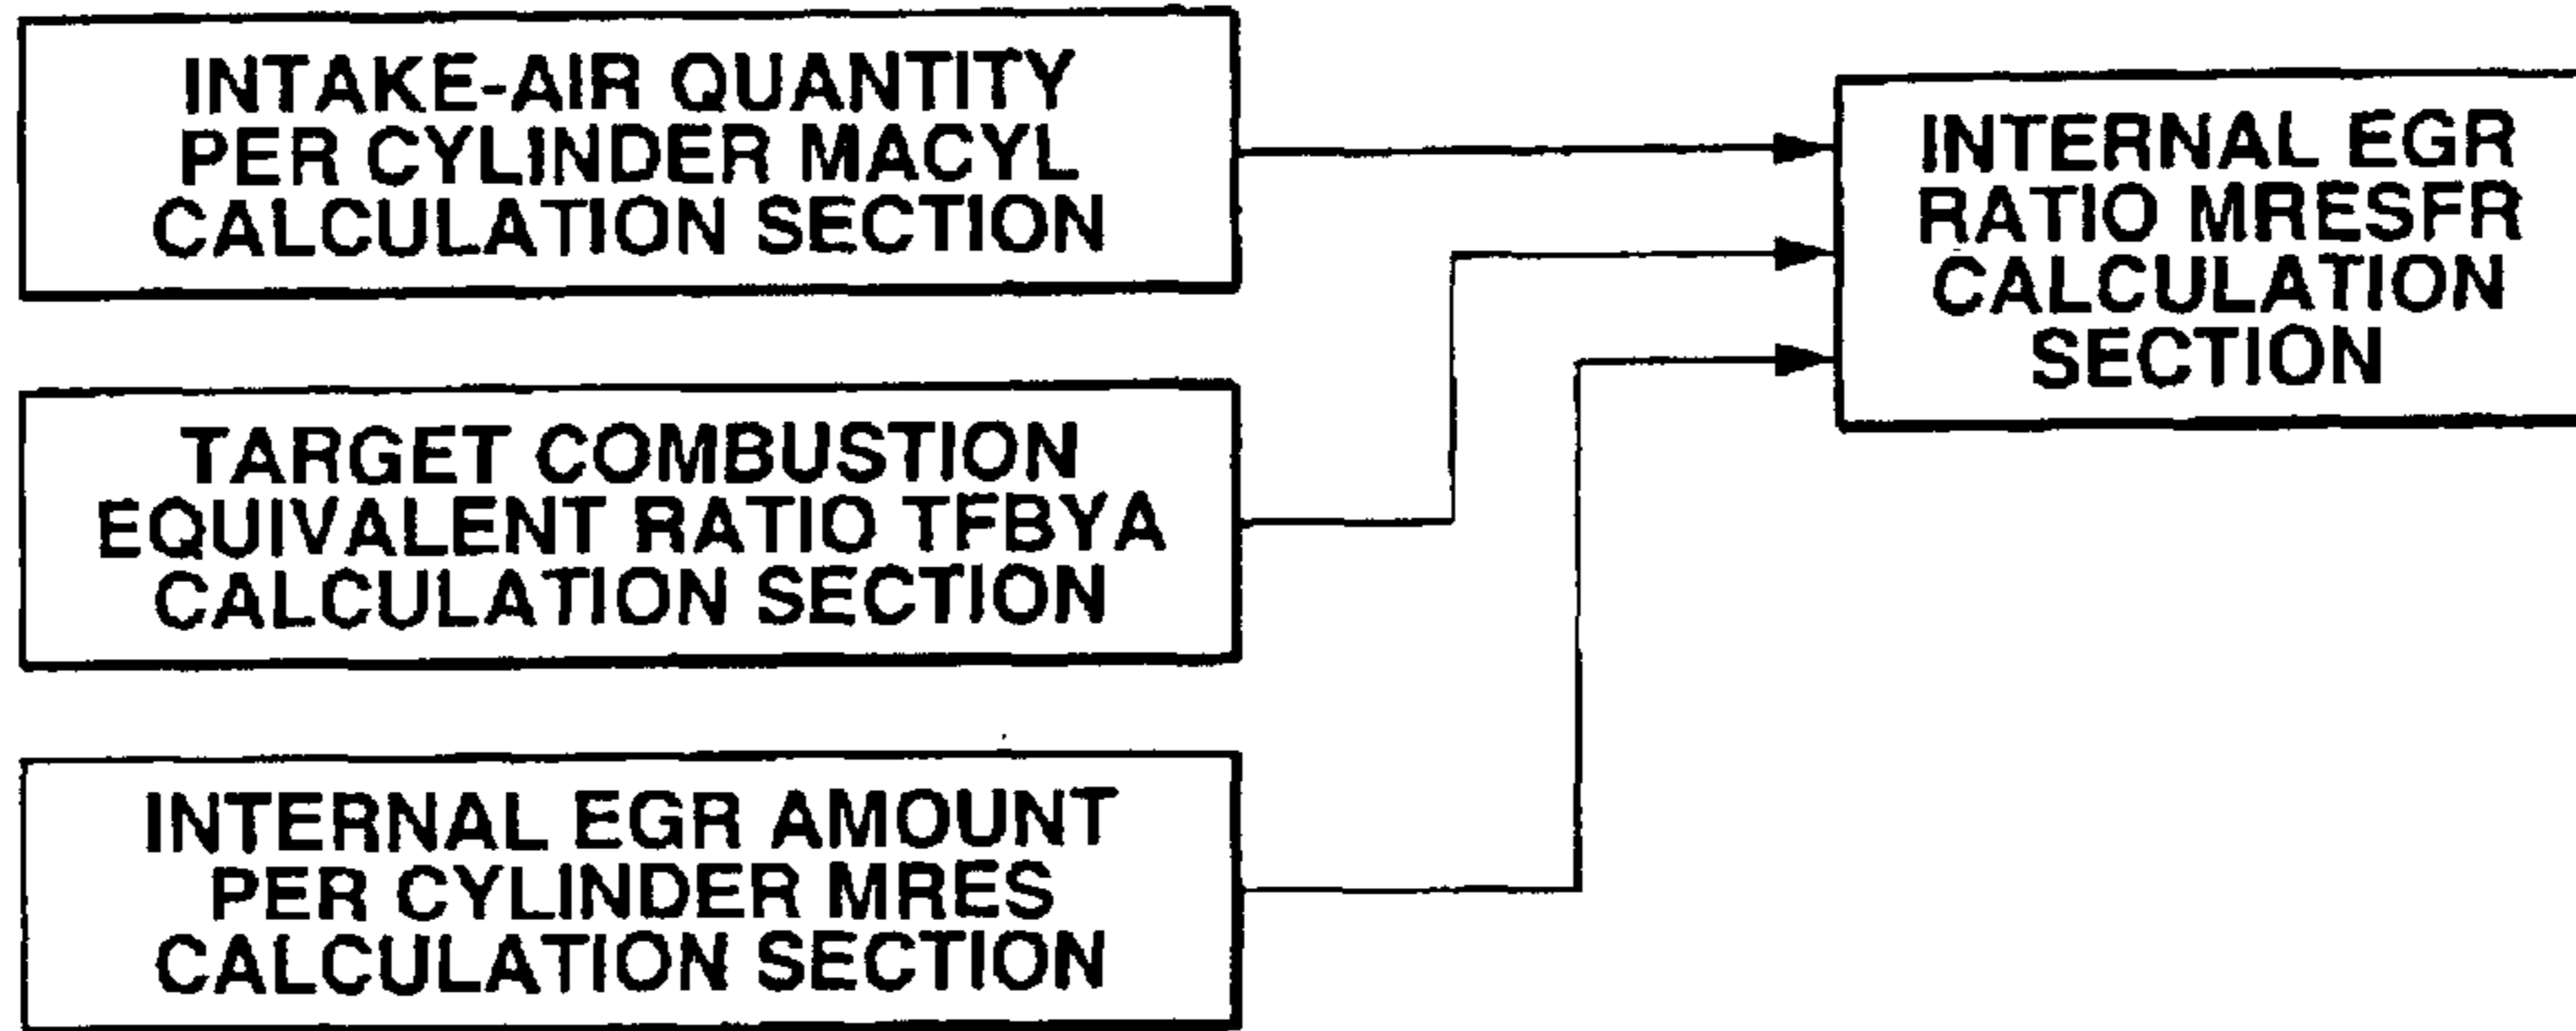 INTAKE-AIR QUANTITY
PER CYLINDER MACYL
CALCULATION SECTION
TARGET COMBUSTION
EQUIVALENT RATIO TFBYA
CALCULATION SECTION
INTERNAL EGR AMOUNT
PER CYLINDER MRES
CALCULATION SECTION
INTERNAL EGR
RATIO MRESFR
CALCULATION
SECTION